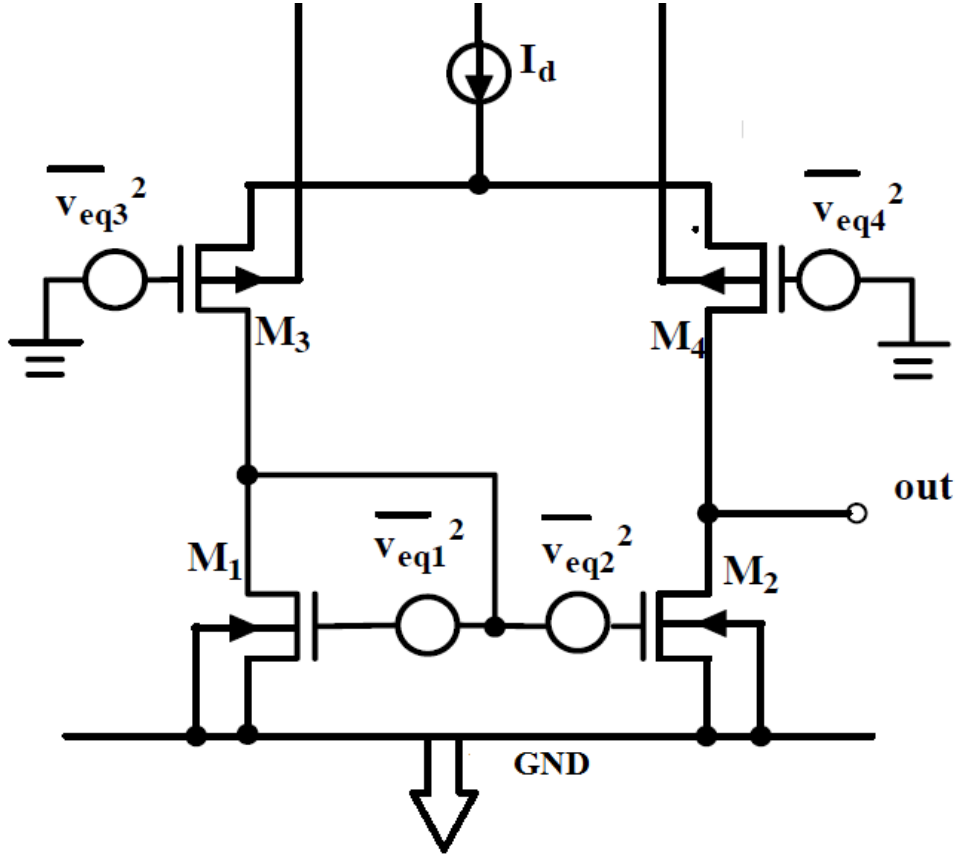 I_d
v_eq3^2
v_eq4^2
M_3
M_4
out
v_eq1^2
v_eq2^2
M_1
M_2
GND